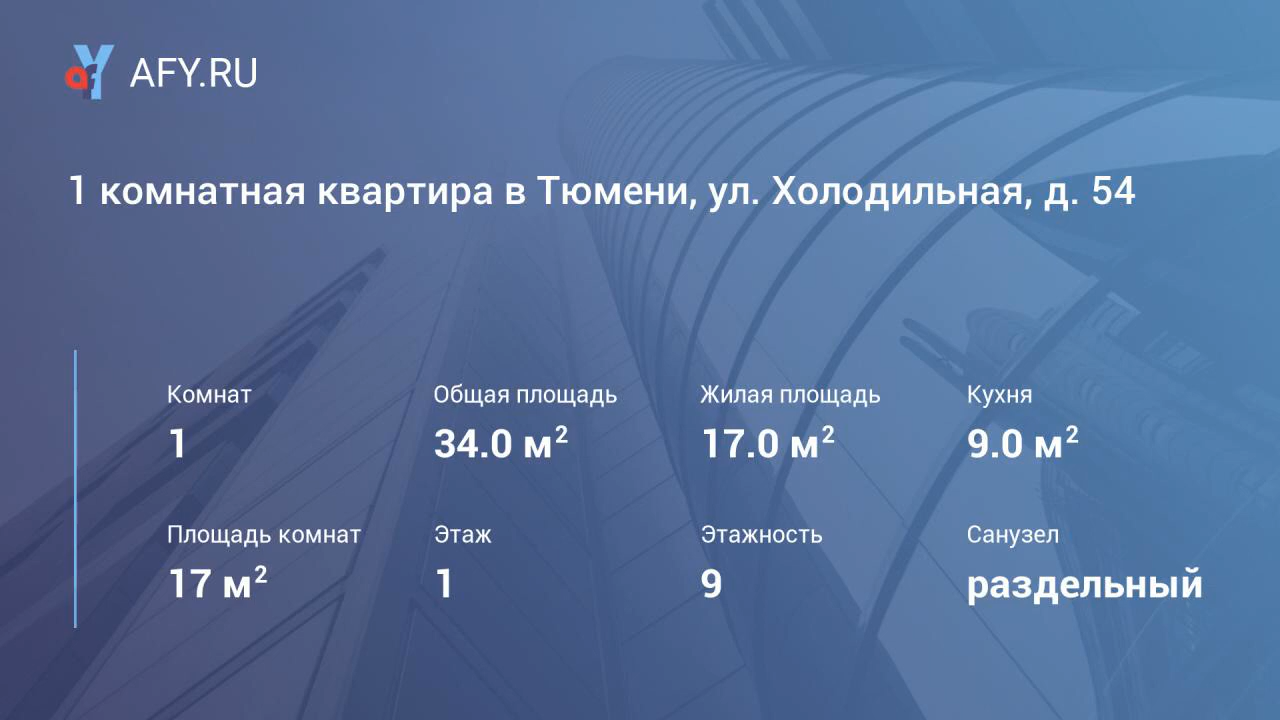 аfY AFY.RU
1 комнатная квартира в Тюмени, ул. Холодильная, д. 54
Комнат Общая площадь Жилая площадь Кухня
1 34.0 м² 17.0 м² 9.0 м²
Площадь комнат Этаж Этажность Санузел
17 м² 1 9 раздельный